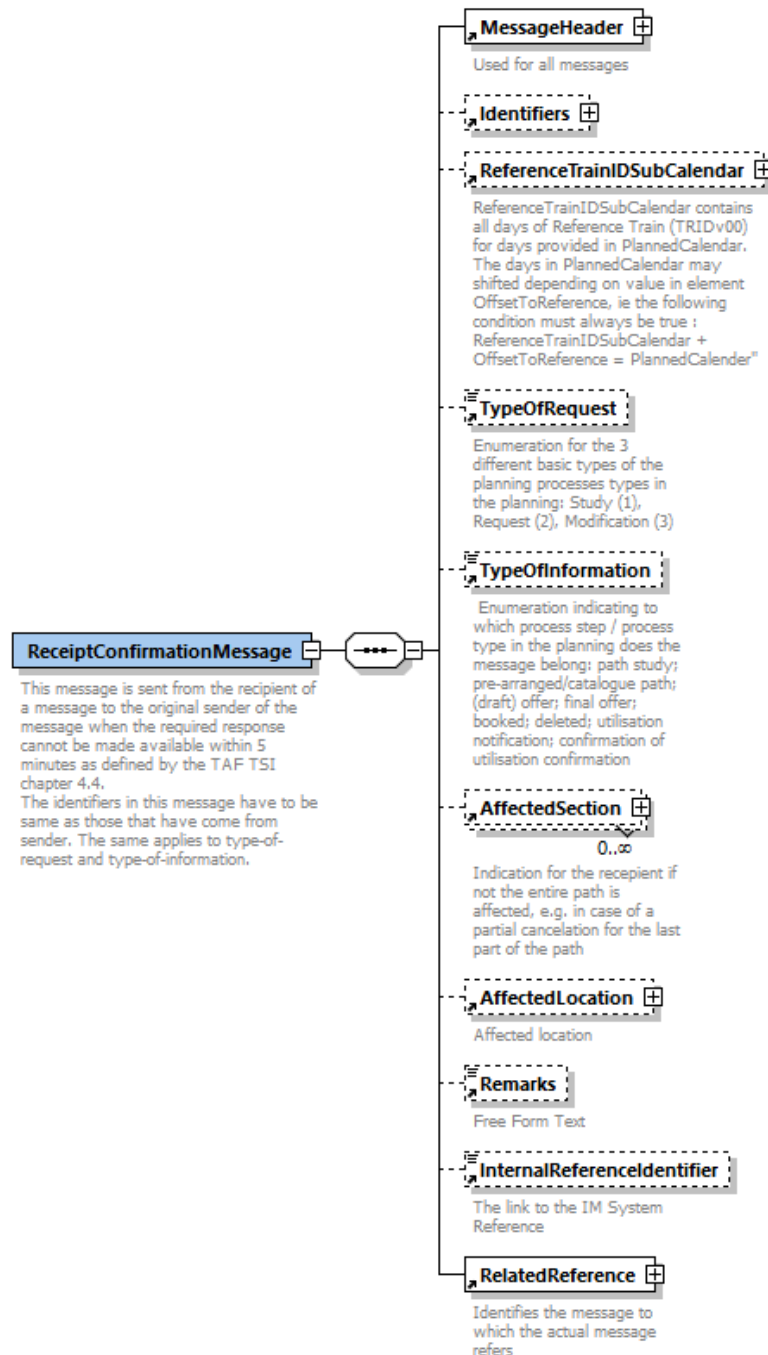 MessageHeader
Used for all messages
Identifiers
ReferenceTrainIDSubCalendar
ReferenceTrainIDSubCalendar contains
all days of Reference Train (TRIDv00)
for days provided in PlannedCalendar.
The days in PlannedCalendar may
shifted depending on value in element
OffsetToReference, ie the following
condition must always be true :
ReferenceTrainIDSubCalendar +
OffsetToReference = PlannedCalender"
TypeOfRequest
Enumeration for the 3
different basic types of the
planning processes types in
the planning: Study (1),
Request (2), Modification (3)
TypeOfInformation
Enumeration indicating to
which process step / process
type in the planning does the
message belong: path study;
pre-arranged/catalogue path;
(draft) offer; final offer;
booked; deleted; utilisation
notification; confirmation of
utilisation confirmation
ReceiptConfirmationMessage
This message is sent from the recipient of
a message to the original sender of the
message when the required response
cannot be made available within 5
minutes as defined by the TAF TSI
chapter 4.4.
The identifiers in this message have to be
same as those that have come from
sender. The same applies to type-of-
request and type-of-information.
AffectedSection
0..∞
Indication for the recepient if
not the entire path is
affected, e.g. in case of a
partial cancelation for the last
part of the path
AffectedLocation
Affected location
Remarks
Free Form Text
InternalReferenceIdentifier
The link to the IM System
Reference
RelatedReference
Identifies the message to
which the actual message
refers